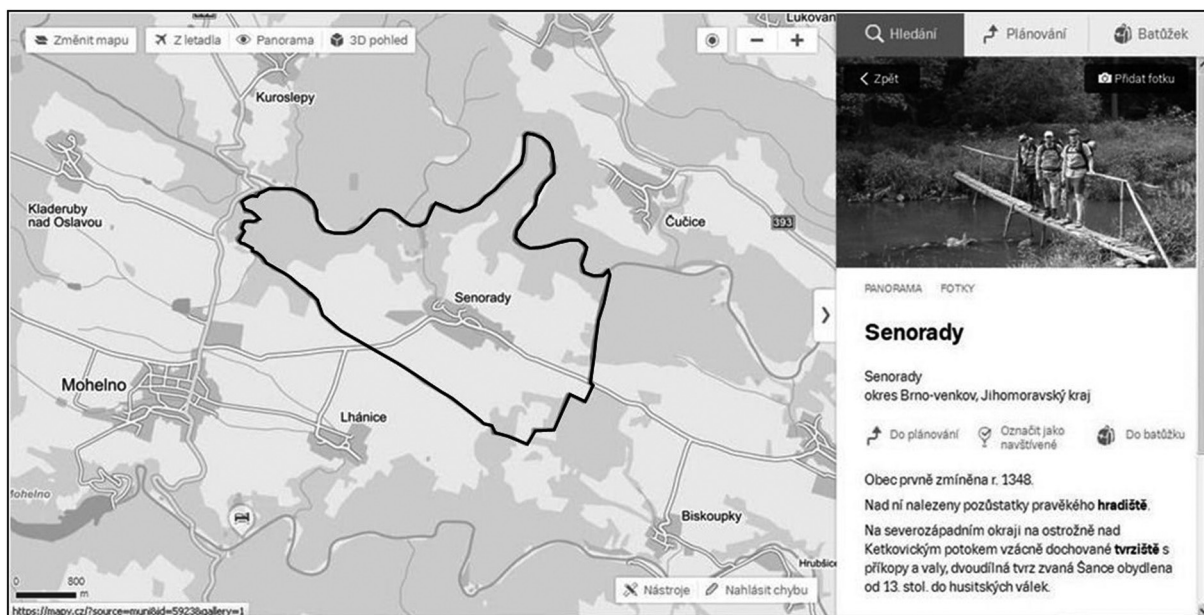 Změnit mapu
Z letadla
Panorama
3D pohled
Lukovan
Kuroslepy
Kladeruby
nad Oslavou
Čučice
393
Senorady
Mohelno
Lhánice
Mohelno
Biskoupky
Hrubšice
0 800
m
Nástroje
Nahlásit chybu
https://mapy.cz/?source=muni&id=5923&gallery=1
Hledání
Plánování
Batůžek
Zpět
Přidat fotku
PANORAMA FOTKY
Senorady
Senorady
okres Brno-venkov, Jihomoravský kraj
Do plánování
Označit jako
navštívené
Do batůžku
Obec prvně zmíněna r. 1348.
Nad ní nalezeny pozůstatky pravěkého hradiště.
Na severozápadním okraji na ostrožně nad
Ketkovickým potokem vzácně dochované tvrziště s
příkopy a valy, dvoudílná tvrz zvaná Šance obydlena
od 13. stol. do husitských válek.